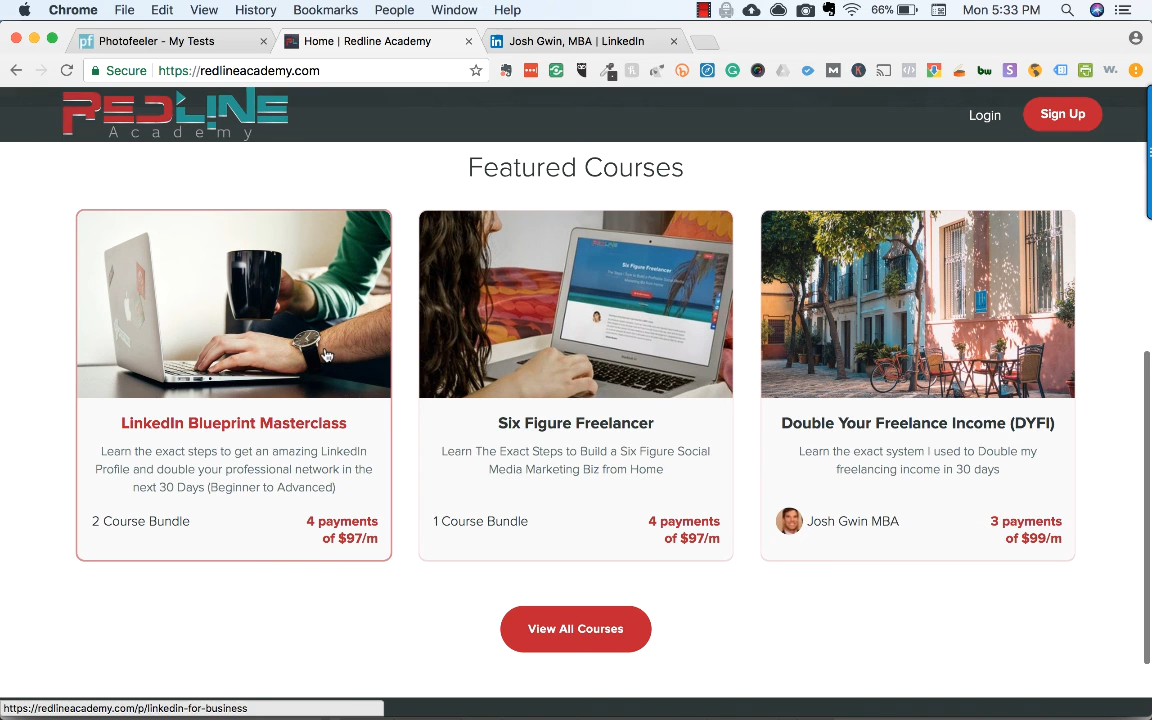 Chrome File Edit View History Bookmarks People Window Help 66% Mon 5:33 PM
pf Photofeeler - My Tests Home | Redline Academy in Josh Gwin, MBA | LinkedIn
Secure https://redlineacademy.com
REDLINE
Academy
Login Sign Up
Featured Courses
LinkedIn Blueprint Masterclass
Learn the exact steps to get an amazing LinkedIn
Profile and double your professional network in the
next 30 Days (Beginner to Advanced)
2 Course Bundle 4 payments
of $97/m
Six Figure Freelancer
Learn The Exact Steps to Build a Six Figure Social
Media Marketing Biz from Home
1 Course Bundle 4 payments
of $97/m
Double Your Freelance Income (DYFI)
Learn the exact system I used to Double my
freelancing income in 30 days
Josh Gwin MBA 3 payments
of $99/m
View All Courses
https://redlineacademy.com/p/linkedin-for-business